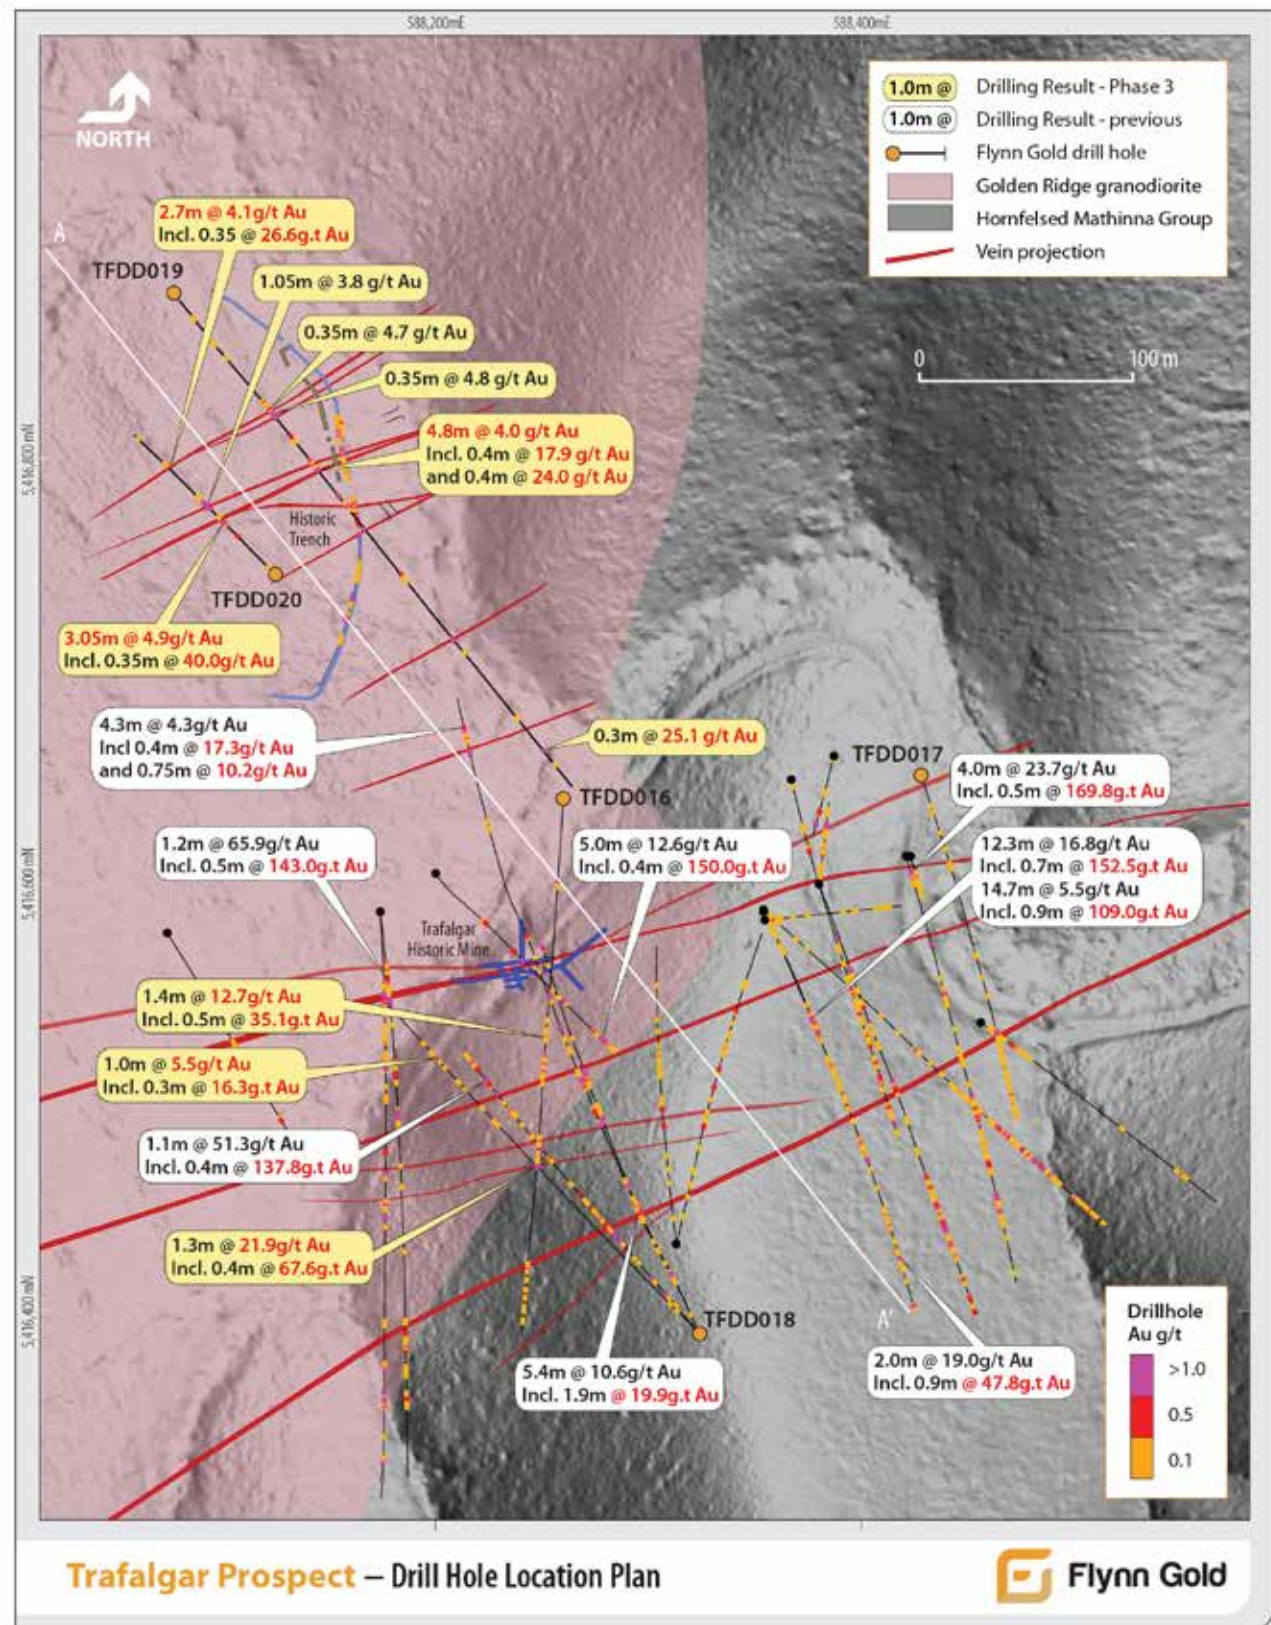 588,200mE
588,400mE
NORTH
1.0m @ Drilling Result - Phase 3
1.0m @ Drilling Result - previous
Flynn Gold drill hole
Golden Ridge granodiorite
Hornfelsed Mathinna Group
Vein projection
0 100 m
A
2.7m @ 4.1g/t Au
Incl. 0.35 @ 26.6g.t Au
TFDD019
1.05m @ 3.8 g/t Au
0.35m @ 4.7 g/t Au
0.35m @ 4.8 g/t Au
4.8m @ 4.0 g/t Au
Incl. 0.4m @ 17.9 g/t Au
and 0.4m @ 24.0 g/t Au
5,416,800 mN
Historic
Trench
TFDD020
3.05m @ 4.9g/t Au
Incl. 0.35m @ 40.0g/t Au
4.3m @ 4.3g/t Au
Incl 0.4m @ 17.3g/t Au
and 0.75m @ 10.2g/t Au
0.3m @ 25.1 g/t Au
TFDD016
TFDD017
4.0m @ 23.7g/t Au
Incl. 0.5m @ 169.8g.t Au
1.2m @ 65.9g/t Au
Incl. 0.5m @ 143.0g.t Au
5.0m @ 12.6g/t Au
Incl. 0.4m @ 150.0g.t Au
12.3m @ 16.8g/t Au
Incl. 0.7m @ 152.5g.t Au
14.7m @ 5.5g/t Au
Incl. 0.9m @ 109.0g.t Au
5,416,600 mN
Trafalgar
Historic Mine
1.4m @ 12.7g/t Au
Incl. 0.5m @ 35.1g.t Au
1.0m @ 5.5g/t Au
Incl. 0.3m @ 16.3g.t Au
1.1m @ 51.3g/t Au
Incl. 0.4m @ 137.8g.t Au
1.3m @ 21.9g/t Au
Incl. 0.4m @ 67.6g.t Au
5,416,400 mN
TFDD018
A'
5.4m @ 10.6g/t Au
Incl. 1.9m @ 19.9g.t Au
2.0m @ 19.0g/t Au
Incl. 0.9m @ 47.8g.t Au
Drillhole
Au g/t
>1.0
0.5
0.1
Trafalgar Prospect – Drill Hole Location Plan
Flynn Gold